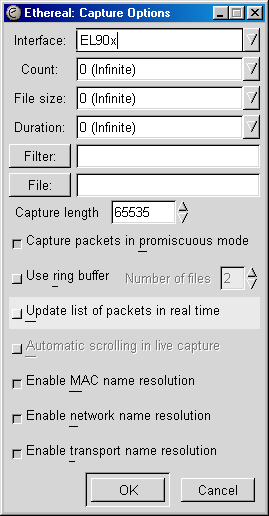 Ethereal: Capture Options
Interface: EL90x
Count: 0 (Infinite)
File size: 0 (Infinite)
Duration: 0 (Infinite)
Filter:
File:
Capture length 65535
Capture packets in promiscuous mode
Use ring buffer Number of files 2
Update list of packets in real time
Automatic scrolling in live capture
Enable MAC name resolution
Enable network name resolution
Enable transport name resolution
OK Cancel